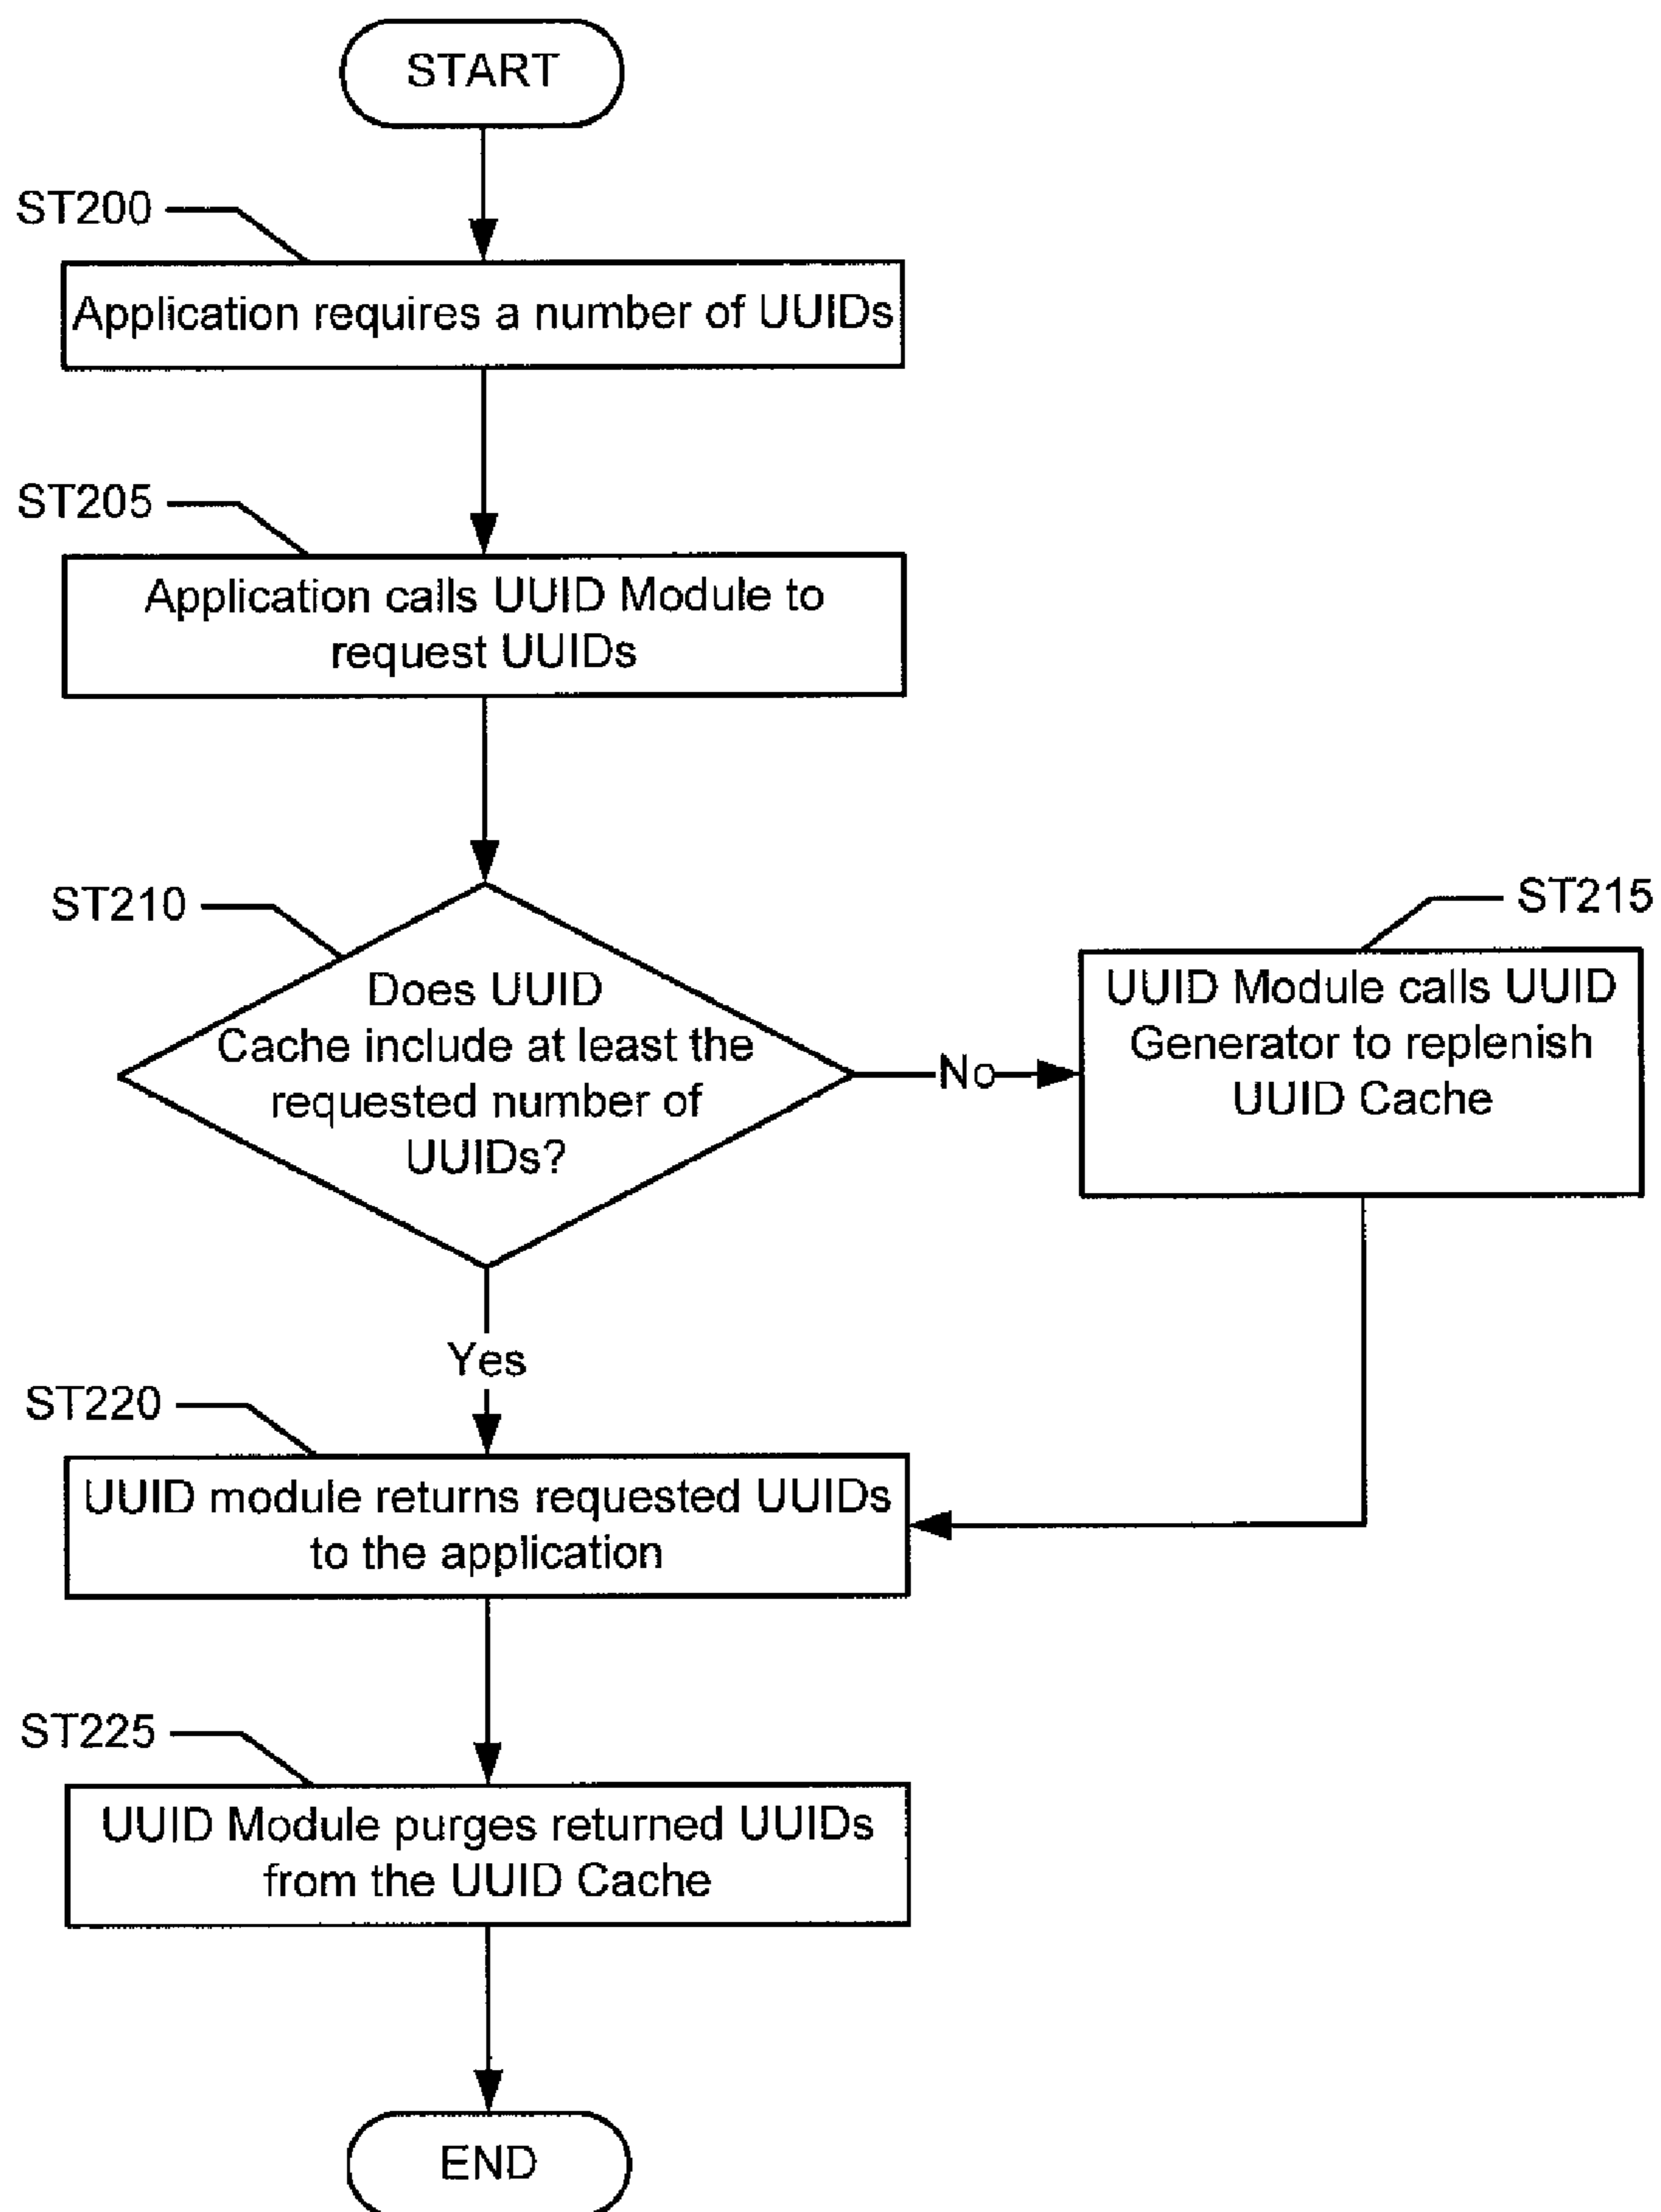 START
ST200
Application requires a number of UUIDs
ST205
Application calls UUID Module to
request UUIDs
ST210
Does UUID
Cache include at least the
requested number of
UUIDs?
No
ST215
UUID Module calls UUID
Generator to replenish
UUID Cache
Yes
ST220
UUID module returns requested UUIDs
to the application
ST225
UUID Module purges returned UUIDs
from the UUID Cache
END